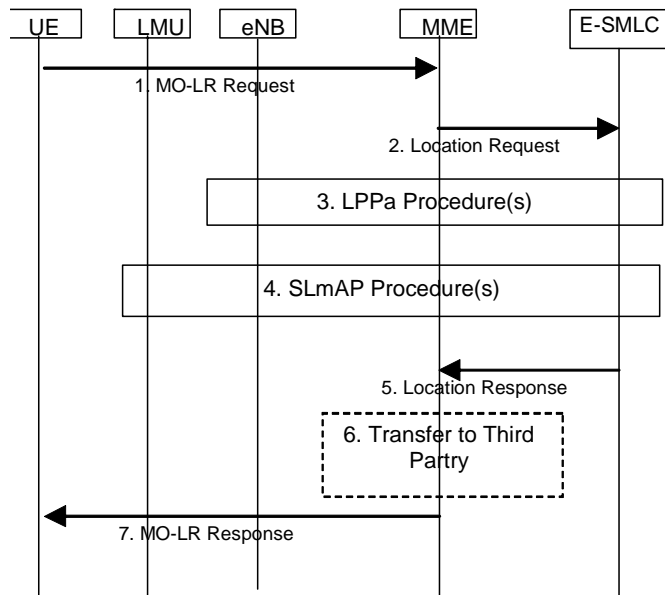 UE LMU eNB MME E-SMLC
1. MO-LR Request
2. Location Request
3. LPPa Procedure(s)
4. SLmAP Procedure(s)
5. Location Response
6. Transfer to Third
Partry
7. MO-LR Response